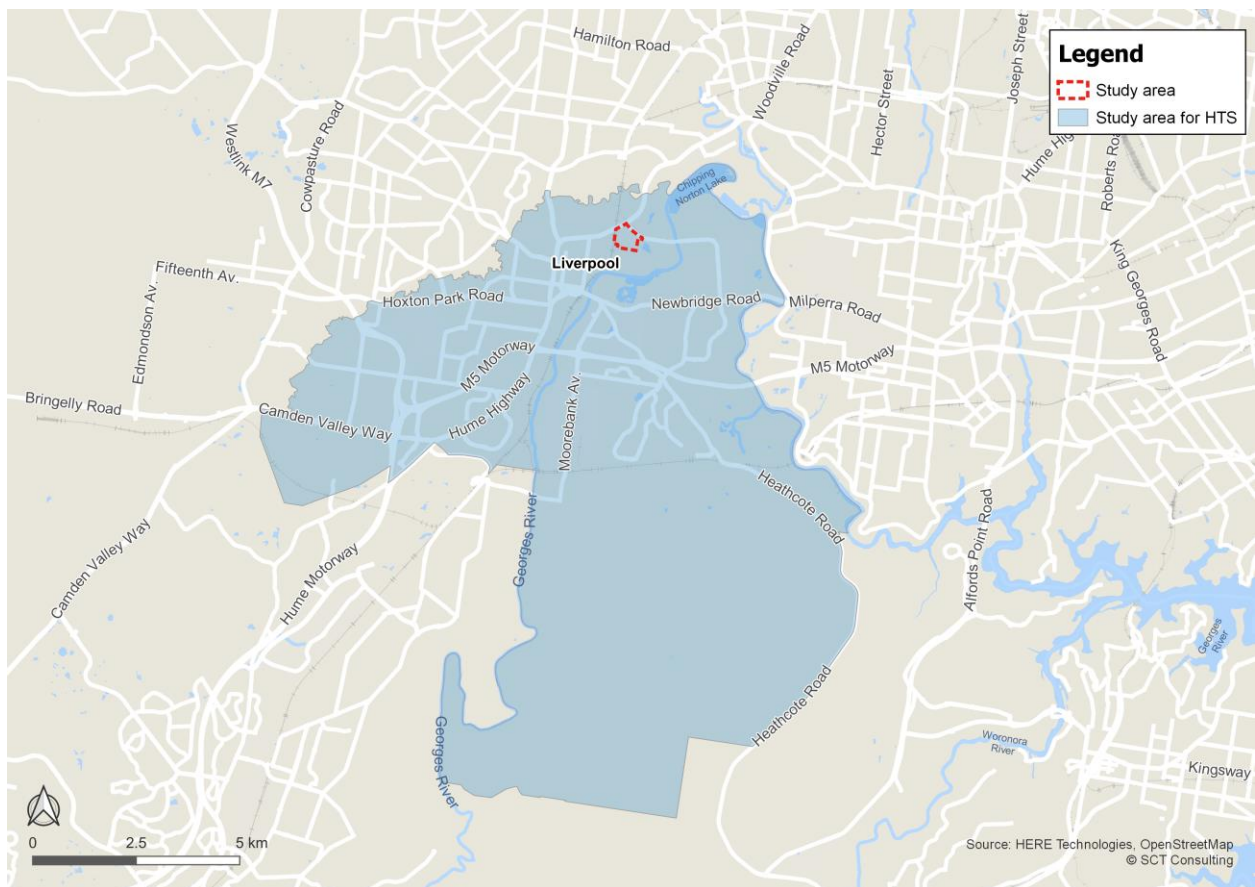 Hamilton Road
Woodville Road
Hector Street
Joseph Street
Legend
Study area
Study area for HTS
Hume Hig
Roberts Roa
Westlink M7
Cowpasture Road
Chipping
Norton Lake
Liverpool
Fifteenth Av.
Hoxton Park Road
Newbridge Road
Milperra Road
King Georges Road
Edmondson Av.
M5 Motorway
M5 Motorway
Bringelly Road
Camden Valley Way
Hume Highway
Moorebank Av.
Heathcote Road
Georges River
Camden Valley Way
Hume Motorway
Alfords Point Road
Georges
River
Heathcote Road
Georges River
Woronora
River
Kingsway
0 2.5 5 km
Source: HERE Technologies, OpenStreetMap
© SCT Consulting